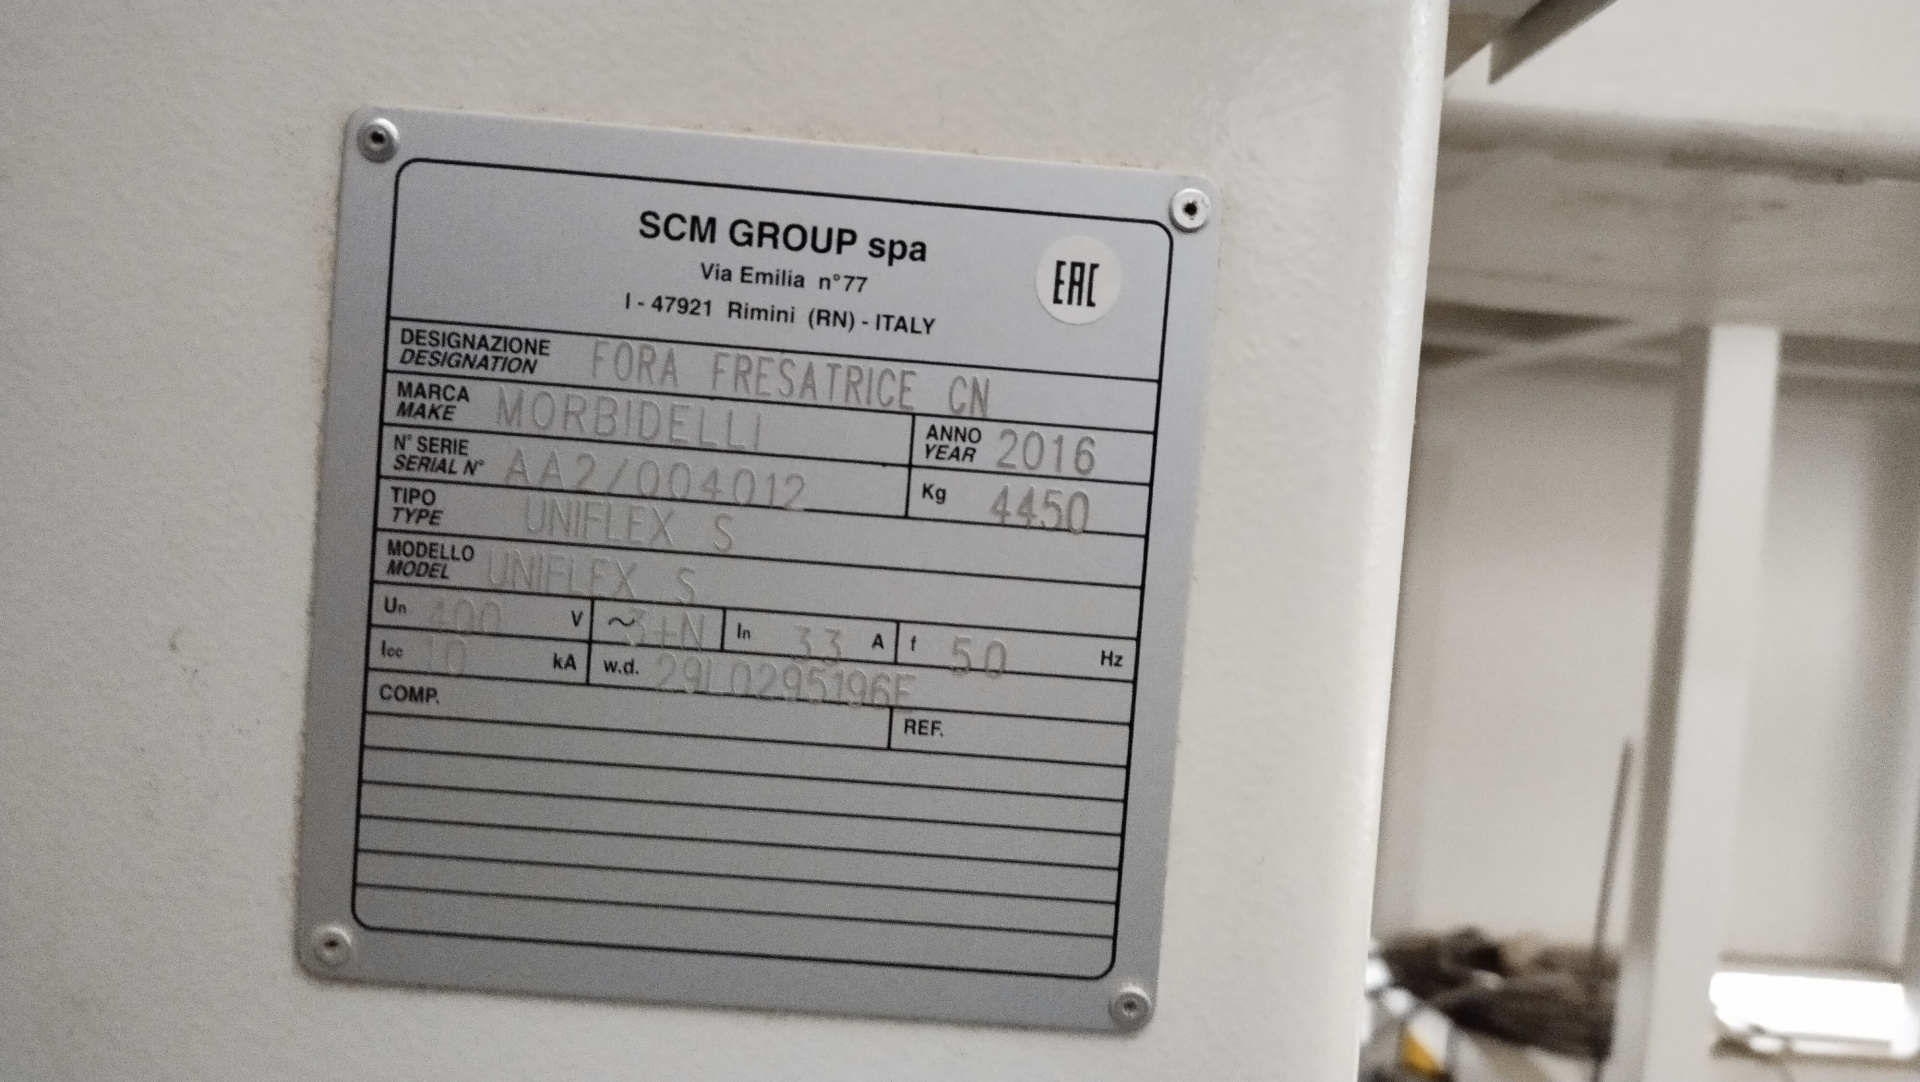 SCM GROUP spa
Via Emilia n°77
I - 47921 Rimini (RN) - ITALY
EAC
DESIGNAZIONE
DESIGNATION
FORA FRESATRICE CN
MARCA
MAKE
MORBIDELLI
ANNO
YEAR
2016
N° SERIE
SERIAL N°
AA2/004012
Kg 4450
TIPO
TYPE
UNIFLEX S
MODELLO
MODEL
UNIFLEX S
Un 400 V ~3+N In 33 A f 50 Hz
Icc 10 kA w.d. 29L0295196F
COMP.
REF.